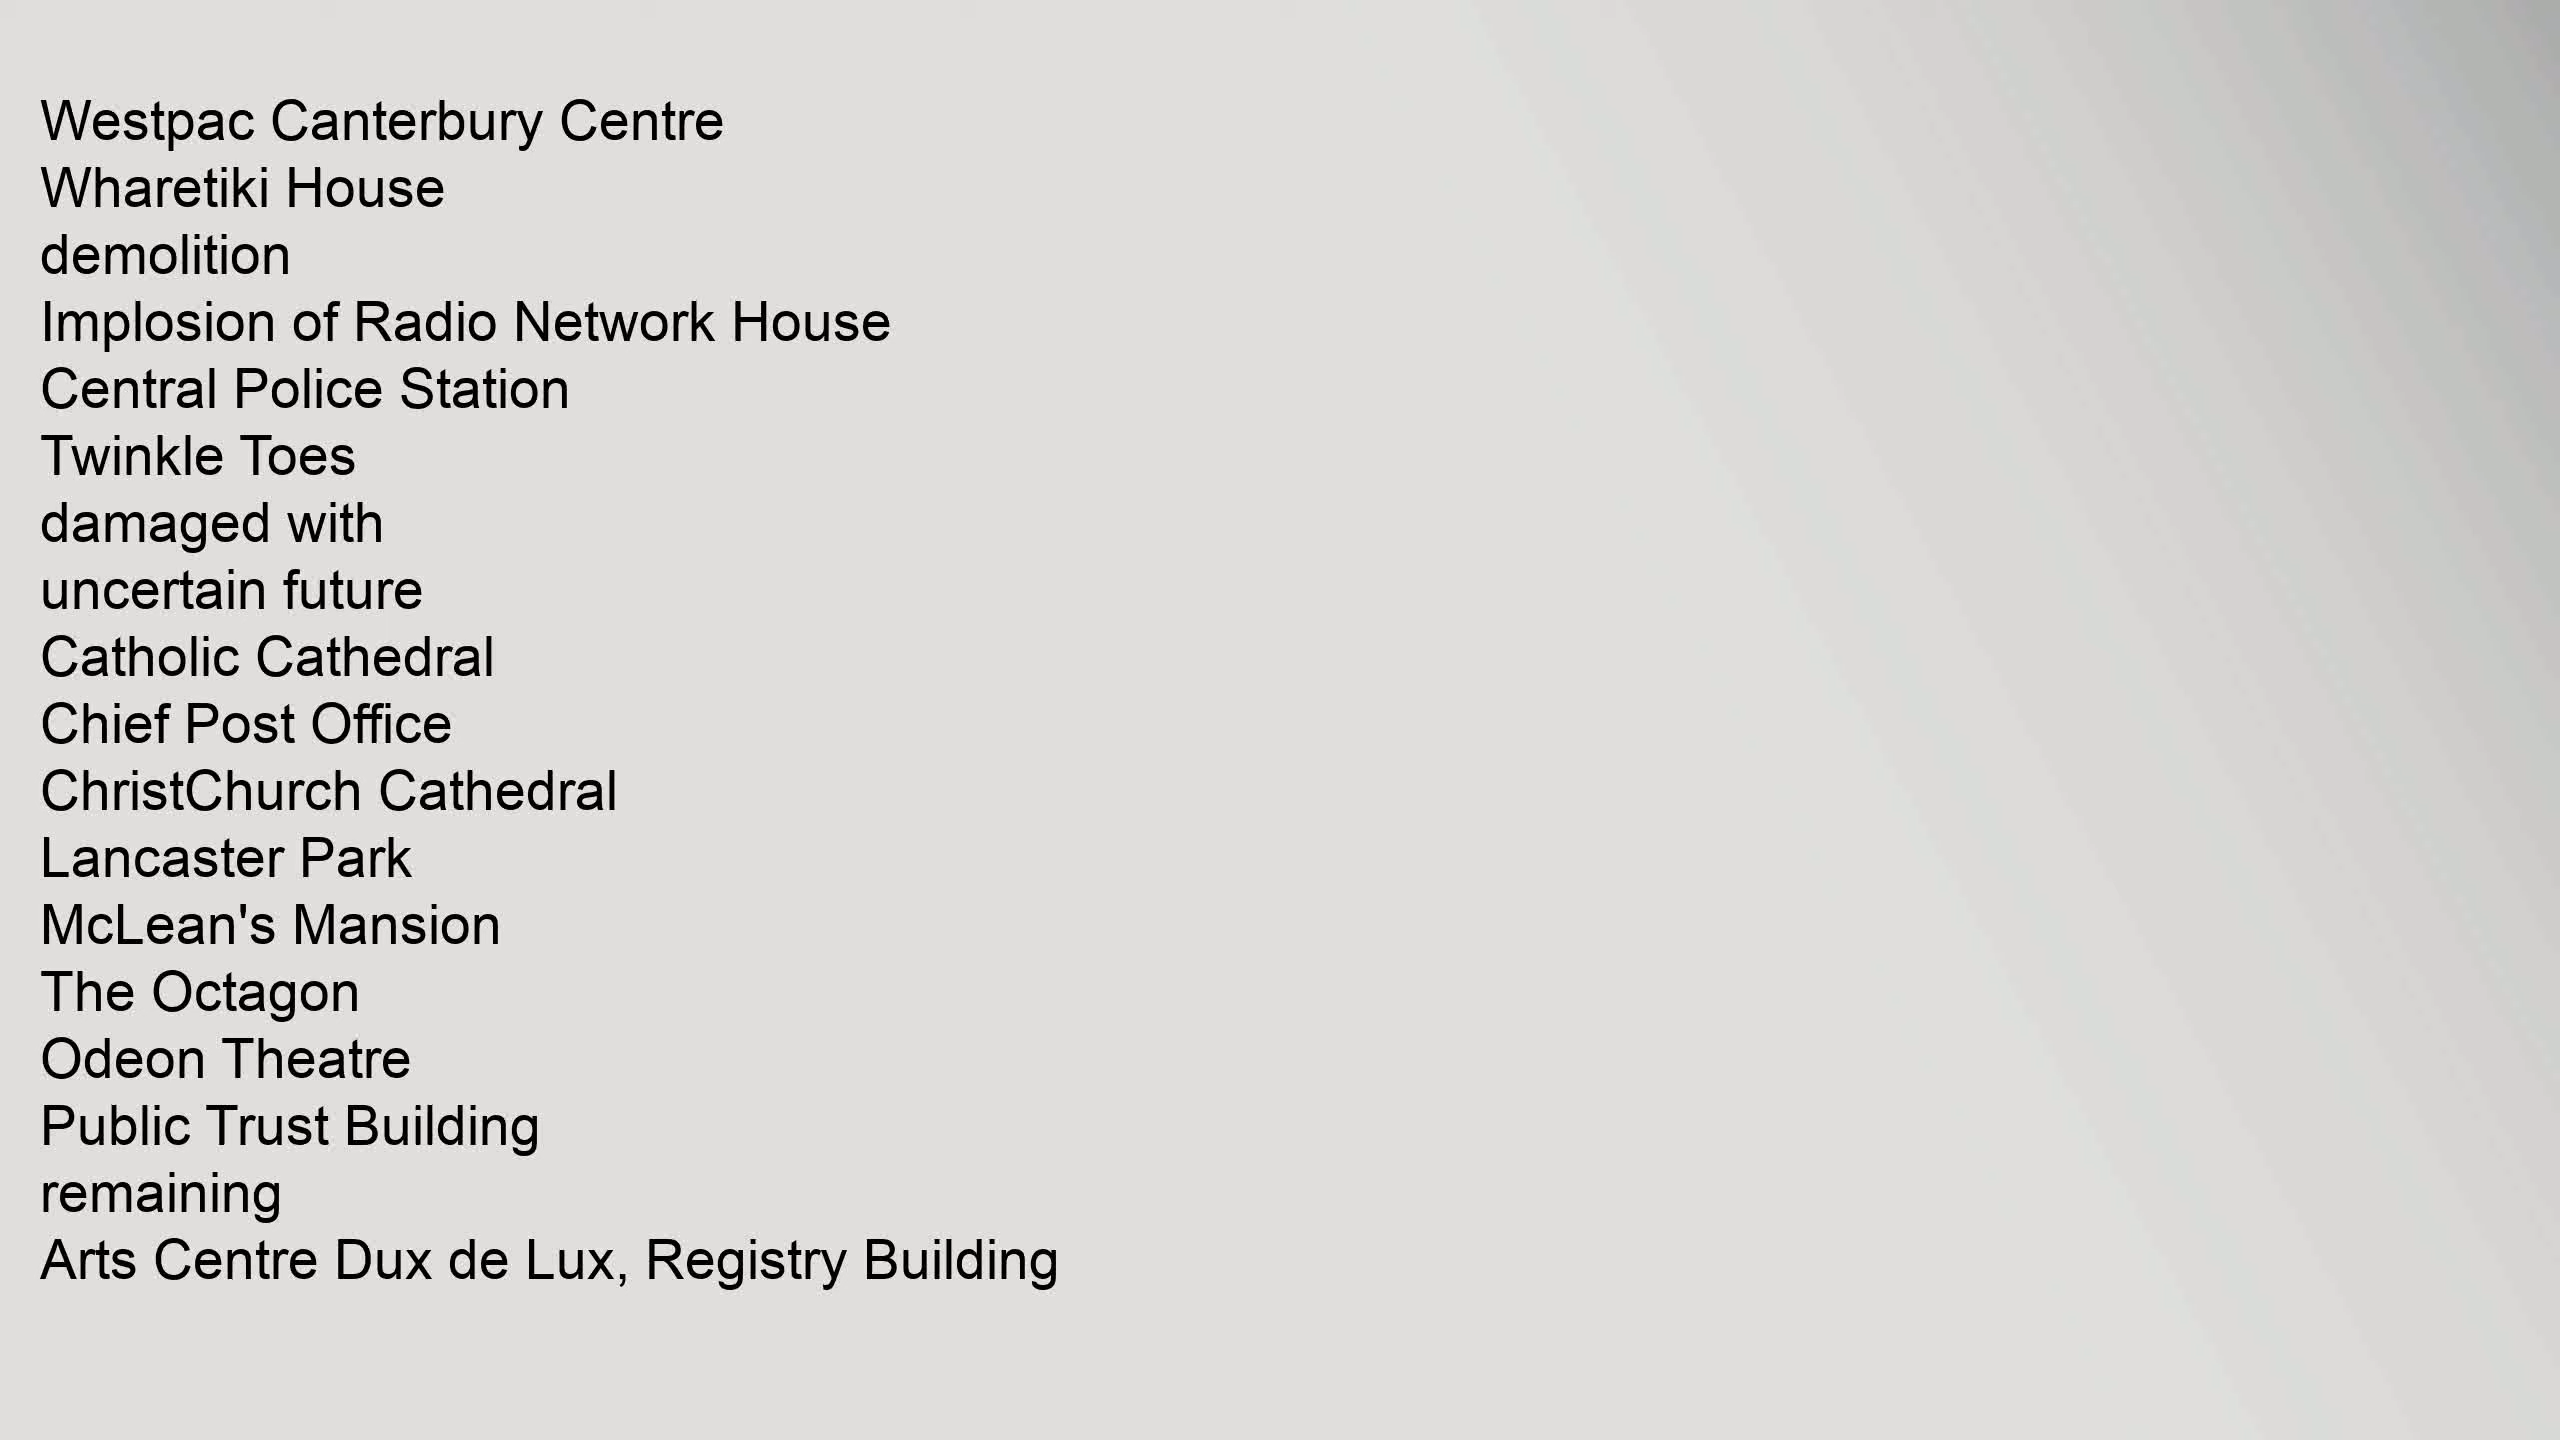 Westpac Canterbury Centre
Wharetiki House
demolition
Implosion of Radio Network House
Central Police Station
Twinkle Toes
damaged with
uncertain future
Catholic Cathedral
Chief Post Office
ChristChurch Cathedral
Lancaster Park
McLean's Mansion
The Octagon
Odeon Theatre
Public Trust Building
remaining
Arts Centre Dux de Lux, Registry Building